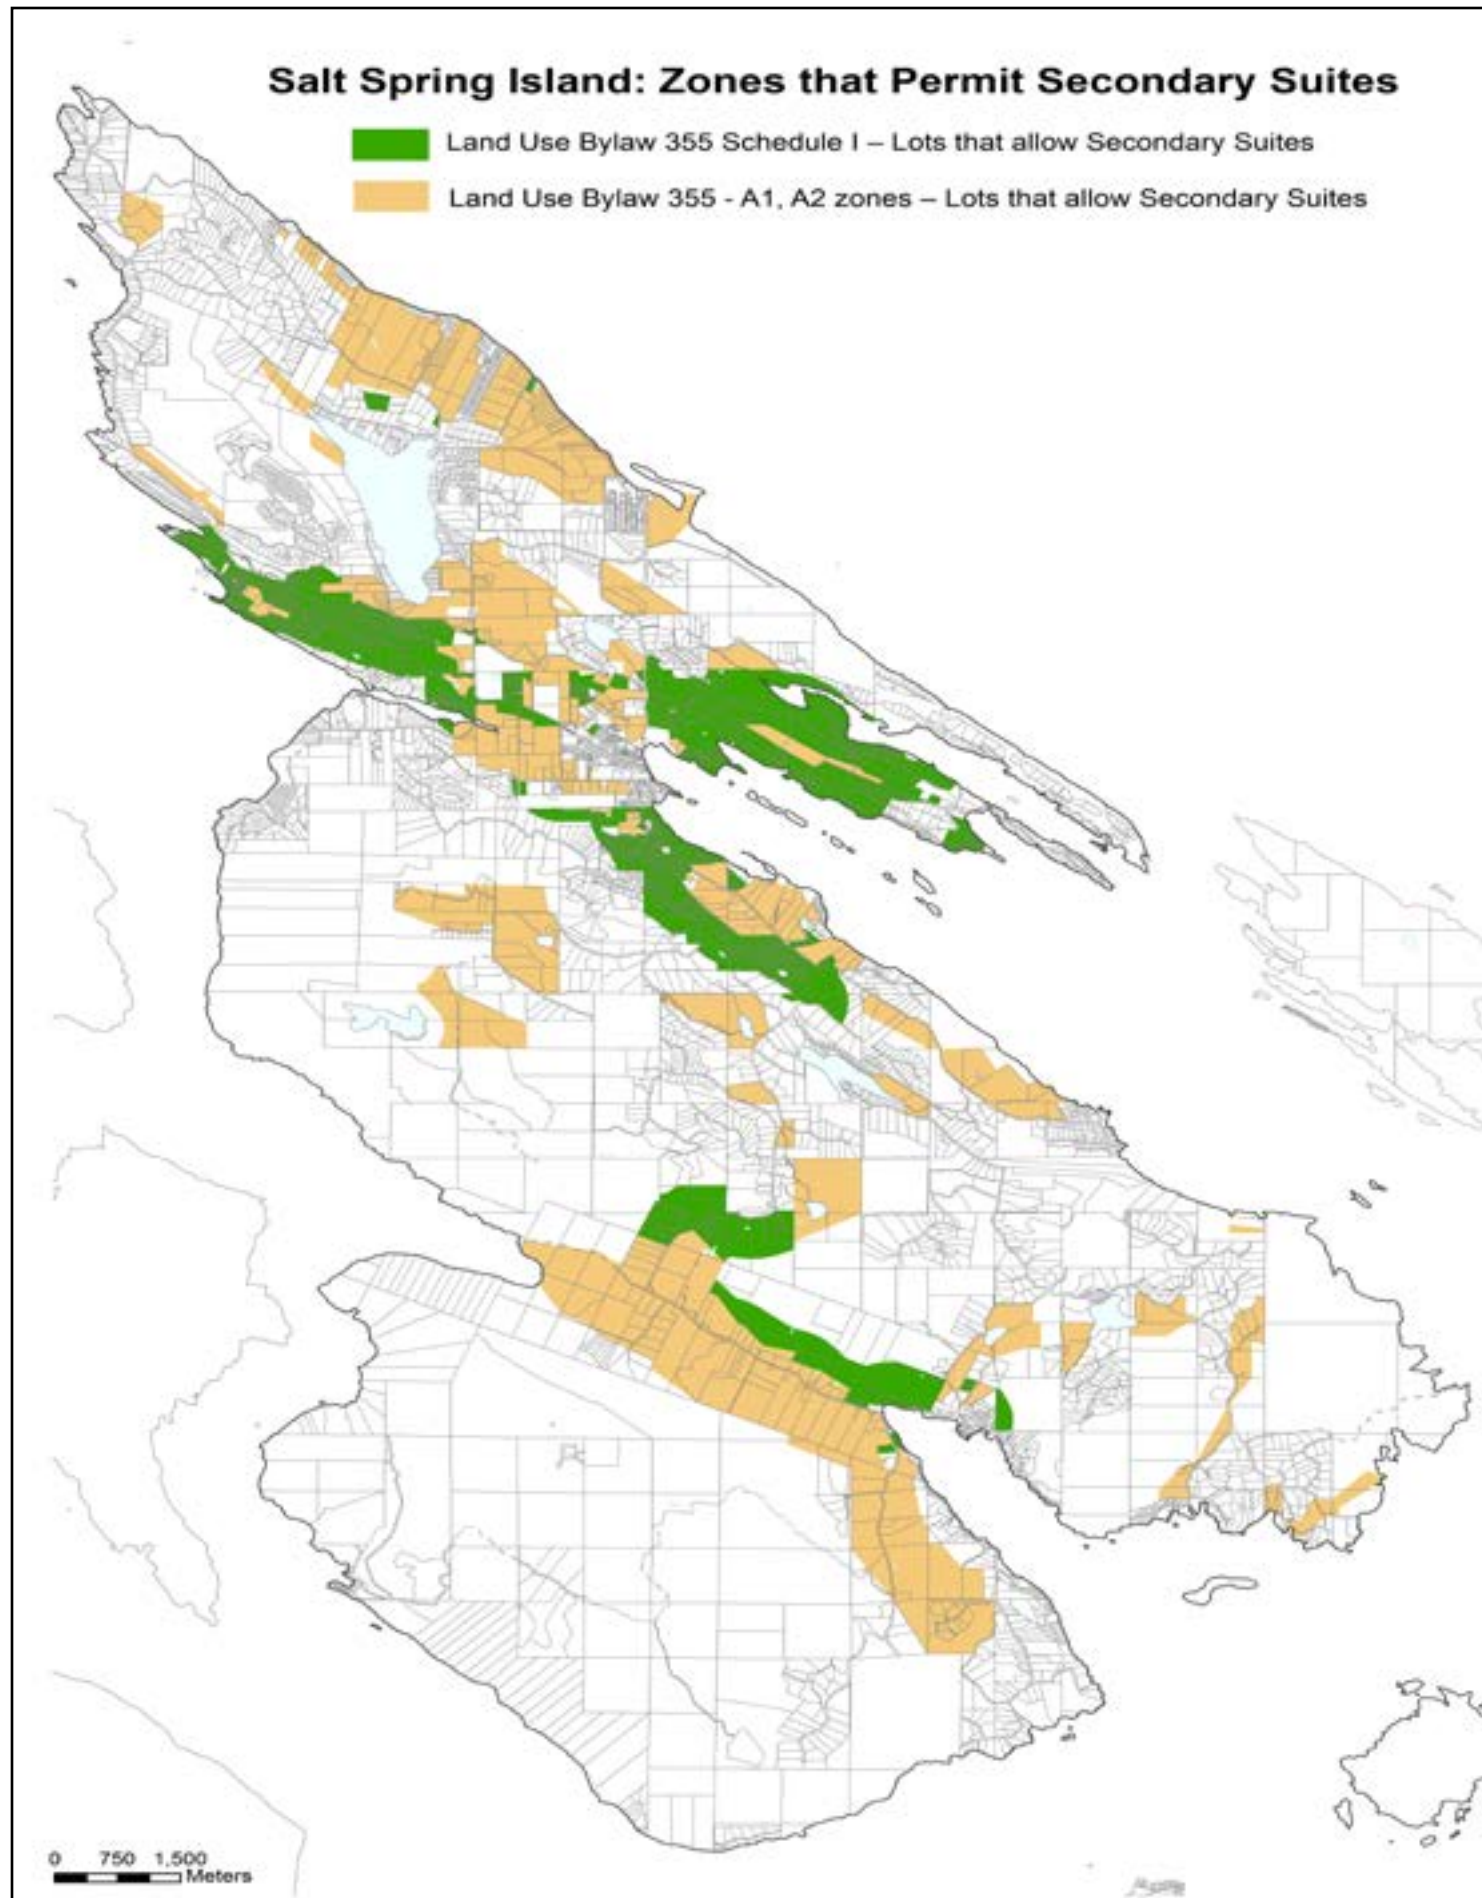 Salt Spring Island: Zones that Permit Secondary Suites
Land Use Bylaw 355 Schedule I – Lots that allow Secondary Suites
Land Use Bylaw 355 - A1, A2 zones – Lots that allow Secondary Suites
0 750 1,500
Meters